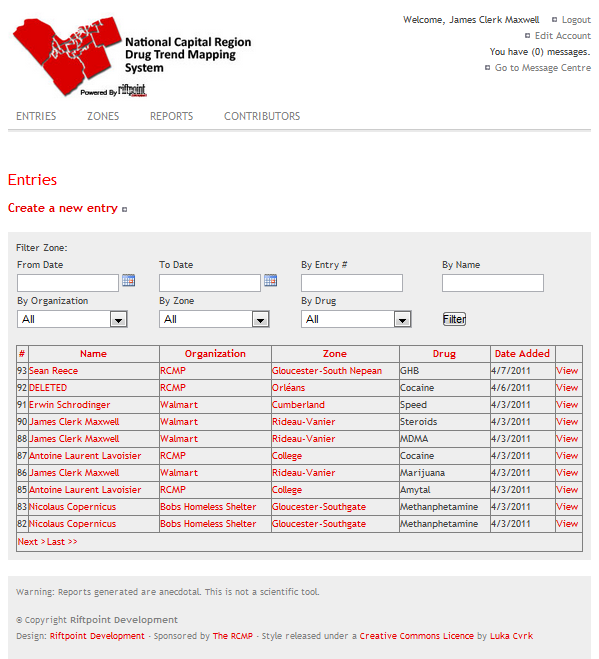 Welcome, James Clerk Maxwell Logout
Edit Account
You have (0) messages.
Go to Message Centre
National Capital Region
Drug Trend Mapping
System
Powered By riftpoint
ENTRIES ZONES REPORTS CONTRIBUTORS
Entries
Create a new entry
Filter Zone:
From Date To Date By Entry # By Name
By Organization By Zone By Drug
All All All Filter
# Name Organization Zone Drug Date Added
93 Sean Reece RCMP Gloucester-South Nepean GHB 4/7/2011 View
92 DELETED RCMP Orléans Cocaine 4/6/2011 View
91 Erwin Schrodinger Walmart Cumberland Speed 4/3/2011 View
90 James Clerk Maxwell Walmart Rideau-Vanier Steroids 4/3/2011 View
88 James Clerk Maxwell Walmart Rideau-Vanier MDMA 4/3/2011 View
87 Antoine Laurent Lavoisier RCMP College Cocaine 4/3/2011 View
86 James Clerk Maxwell Walmart Rideau-Vanier Marijuana 4/3/2011 View
85 Antoine Laurent Lavoisier RCMP College Amytal 4/3/2011 View
83 Nicolaus Copernicus Bobs Homeless Shelter Gloucester-Southgate Methanphetamine 4/3/2011 View
82 Nicolaus Copernicus Bobs Homeless Shelter Gloucester-Southgate Methanphetamine 4/3/2011 View
Next > Last >>
Warning: Reports generated are anecdotal. This is not a scientific tool.
© Copyright Riftpoint Development
Design: Riftpoint Development - Sponsored by The RCMP - Style released under a Creative Commons Licence by Luka Cvrk